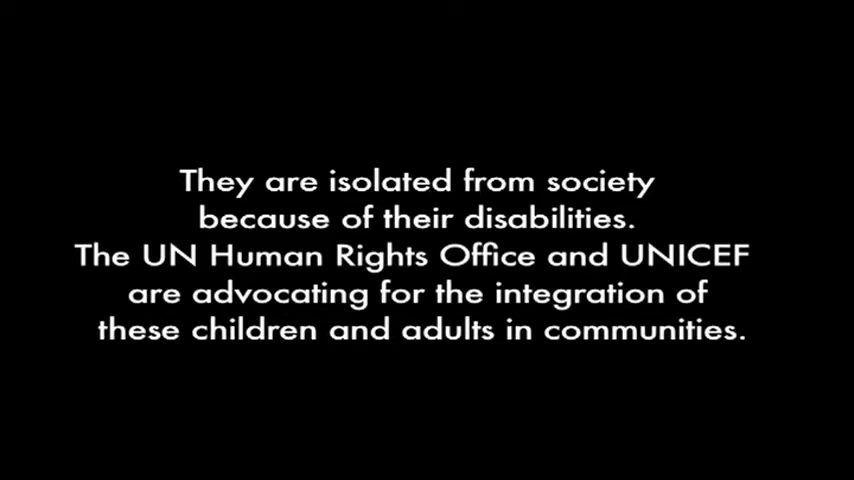 They are isolated from society
because of their disabilities.
The UN Human Rights Office and UNICEF
are advocating for the integration of
these children and adults in communities.